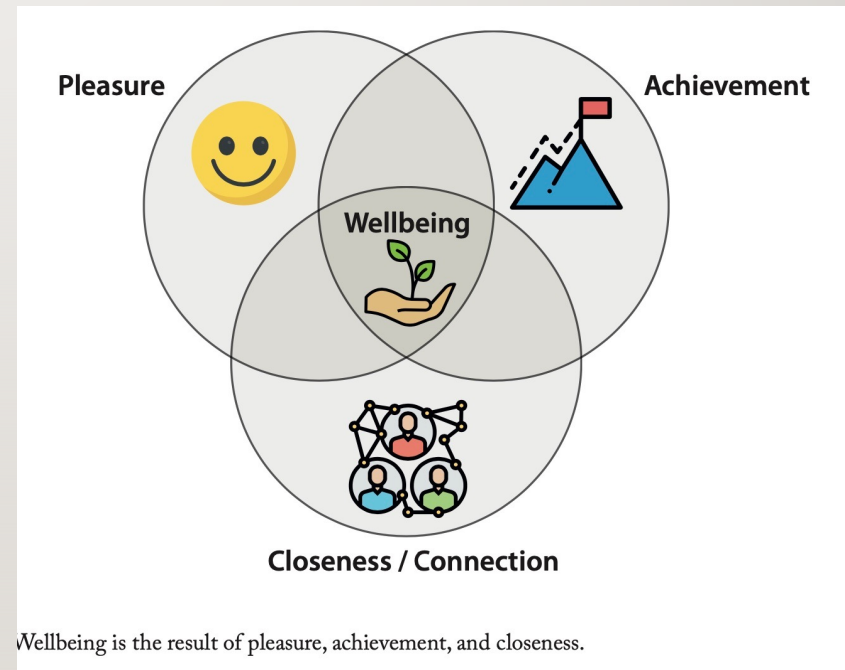 Pleasure
Achievement
Wellbeing
Closeness / Connection
Wellbeing is the result of pleasure, achievement, and closeness.